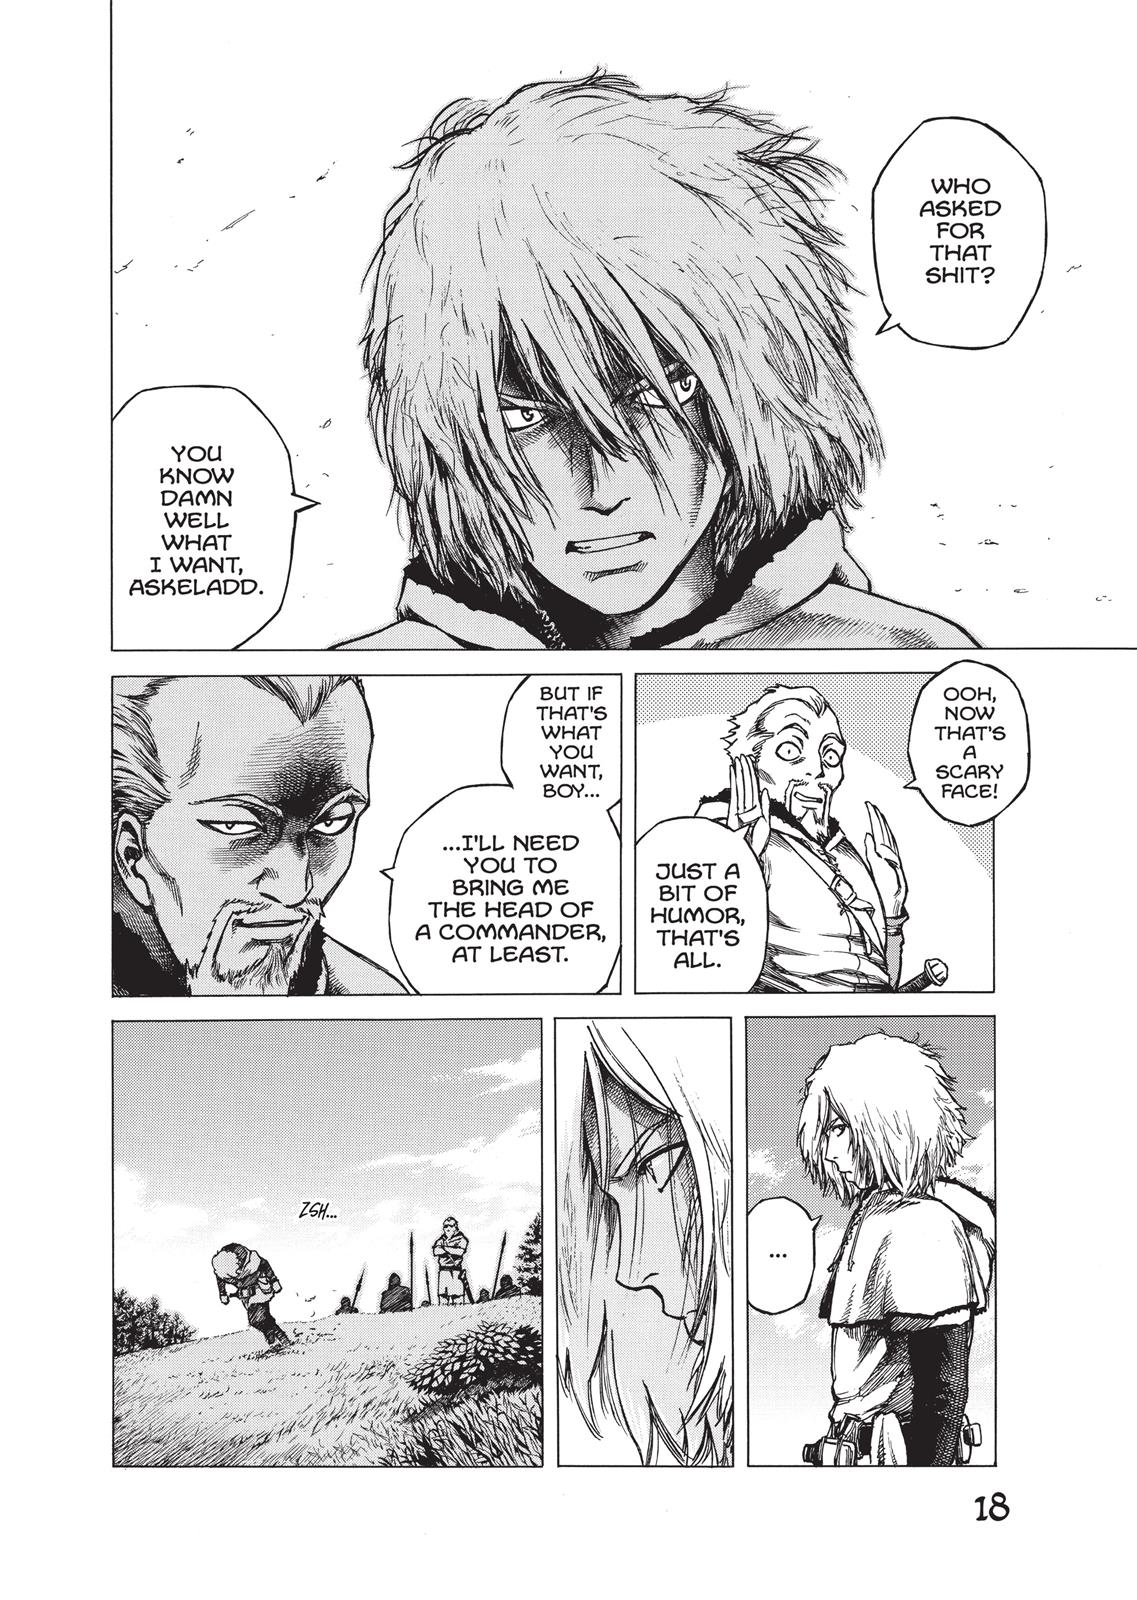 WHO
ASKED
FOR
THAT
SHIT?
YOU
KNOW
DAMN
WELL
WHAT
I WANT,
ASKELADD.
OOH,
NOW
THAT'S
A
SCARY
FACE!
JUST A
BIT OF
HUMOR,
THAT'S
ALL.
BUT IF
THAT'S
WHAT
YOU
WANT,
BOY...
...I'LL NEED
YOU TO
BRING ME
THE HEAD OF
A COMMANDER,
AT LEAST.
...
ZSH...
18